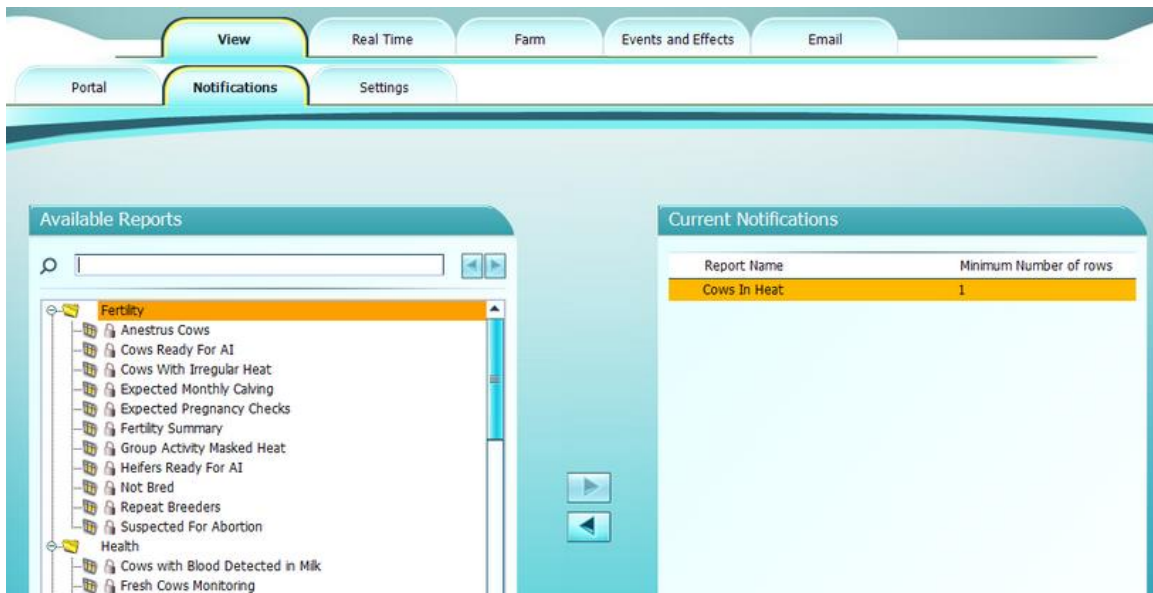 View Real Time Farm Events and Effects Email
Portal Notifications Settings
Available Reports
Fertility
Anestrus Cows
Cows Ready For AI
Cows With Irregular Heat
Expected Monthly Calving
Expected Pregnancy Checks
Fertility Summary
Group Activity Masked Heat
Heifers Ready For AI
Not Bred
Repeat Breeders
Suspected For Abortion
Health
Cows with Blood Detected in Milk
Fresh Cows Monitoring
Current Notifications
Report Name Minimum Number of rows
Cows In Heat 1